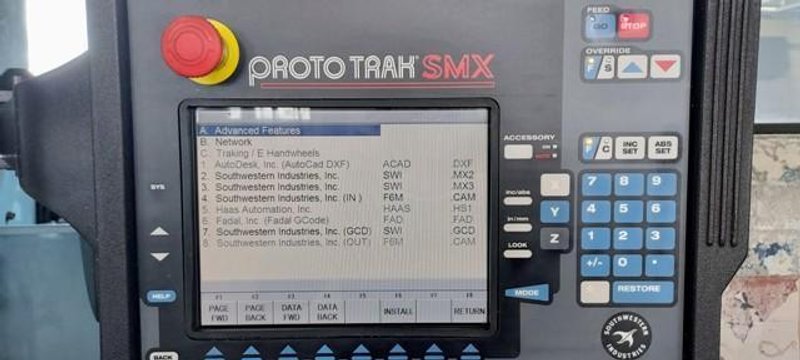 FEED
GO STOP
PROTO TRAK SMX
OVERRIDE
F/S
A. Advanced Features
B. Network
C. Traking / E Handwheels
1. AutoDesk, Inc. (AutoCad DXF) ACAD .DXF
2. Southwestern Industries, Inc. SWI .MX2
3. Southwestern Industries, Inc. SWI .MX3
4. Southwestern Industries, Inc. (IN ) F6M .CAM
5. Haas Automation, Inc. HAAS .HS1
6. Fadal, Inc. (Fadal GCode) FAD .FAD
7. Southwestern Industries, Inc. (GCD) SWI .GCD
8. Southwestern Industries, Inc. (OUT) F6M .CAM
ACCESSORY
ON
INC SET
ABS SET
SYS
inc/abs
X
7 8 9
Y
4 5 6
in/mm
1 2 3
LOOK
Z
+/- 0 .
HELP
MODE
RESTORE
F1 F2 F3 F4 F5 F6 F7 F8
PAGE FWD
PAGE BACK
DATA FWD
DATA BACK
INSTALL
RETURN
BACK
SOUTHWESTERN INDUSTRIES